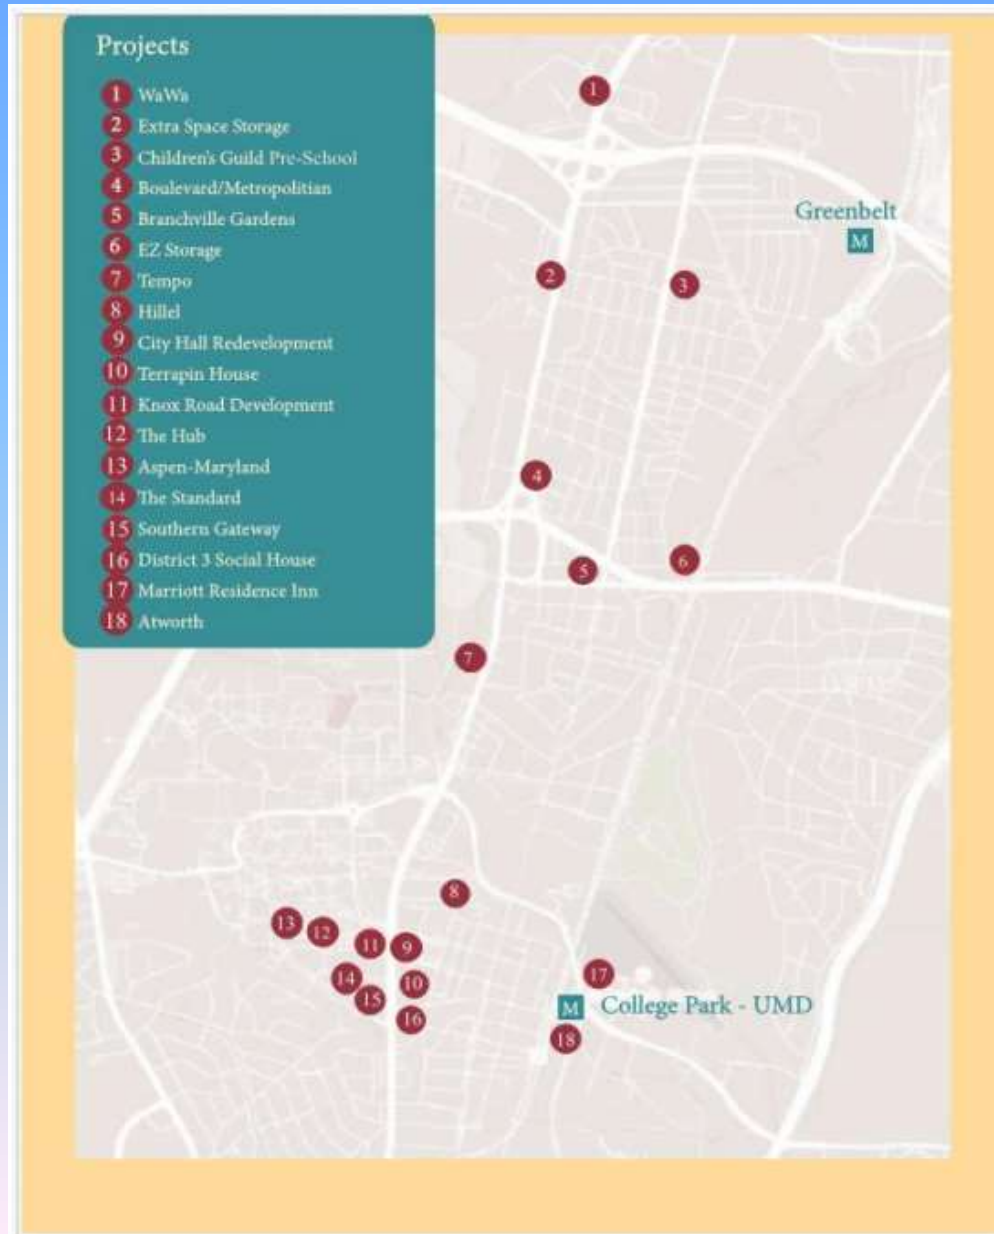 Projects
1 WaWa
2 Extra Space Storage
3 Children's Guild Pre-School
4 Boulevard/Metropolitian
5 Branchville Gardens
6 EZ Storage
7 Tempo
8 Hillel
9 City Hall Redevelopment
10 Terrapin House
11 Knox Road Development
12 The Hub
13 Aspen-Maryland
14 The Standard
15 Southern Gateway
16 District 3 Social House
17 Marriott Residence Inn
18 Atworth
1
Greenbelt
M
2
3
4
5
6
7
8
13
12
11
9
14
10
15
16
17
M College Park - UMD
18